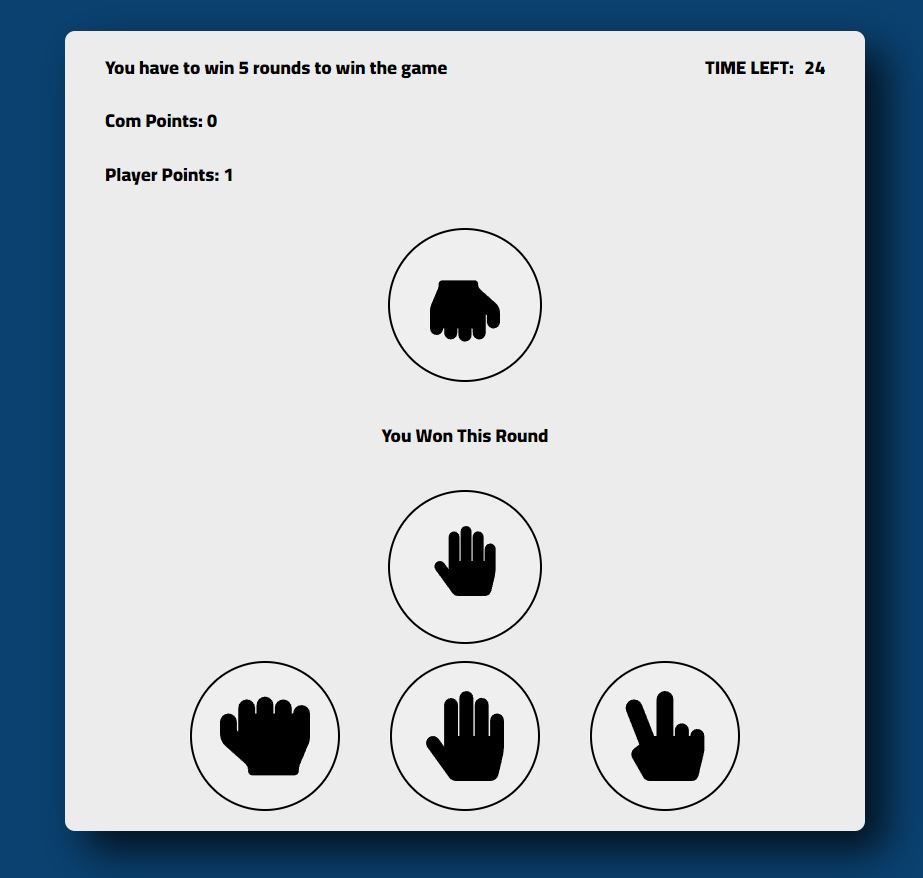 You have to win 5 rounds to win the game
TIME LEFT: 24
Com Points: 0
Player Points: 1
You Won This Round